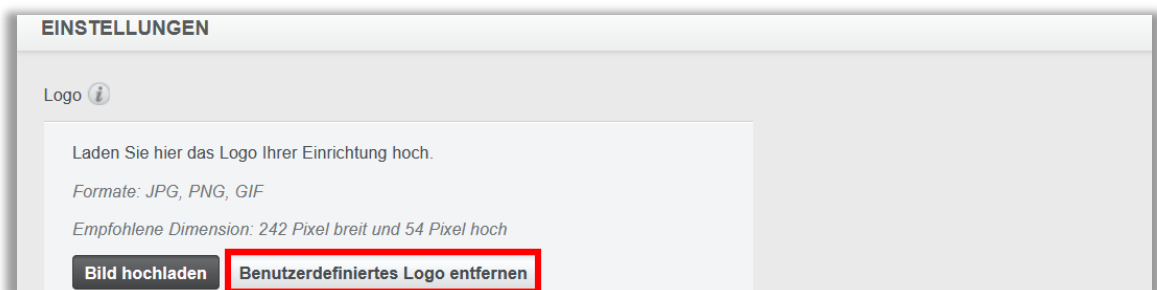 EINSTELLUNGEN
Logo i
Laden Sie hier das Logo Ihrer Einrichtung hoch.
Formate: JPG, PNG, GIF
Empfohlene Dimension: 242 Pixel breit und 54 Pixel hoch
Bild hochladen Benutzerdefiniertes Logo entfernen